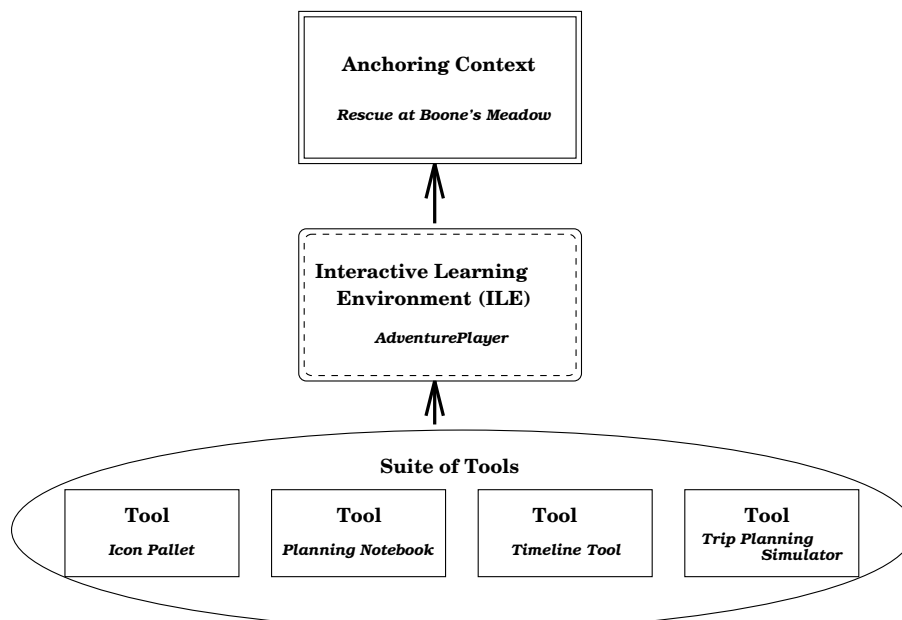 Anchoring Context
Rescue at Boone's Meadow
Interactive Learning
Environment (ILE)
AdventurePlayer
Suite of Tools
Tool
Icon Pallet
Tool
Planning Notebook
Tool
Timeline Tool
Tool
Trip Planning
Simulator